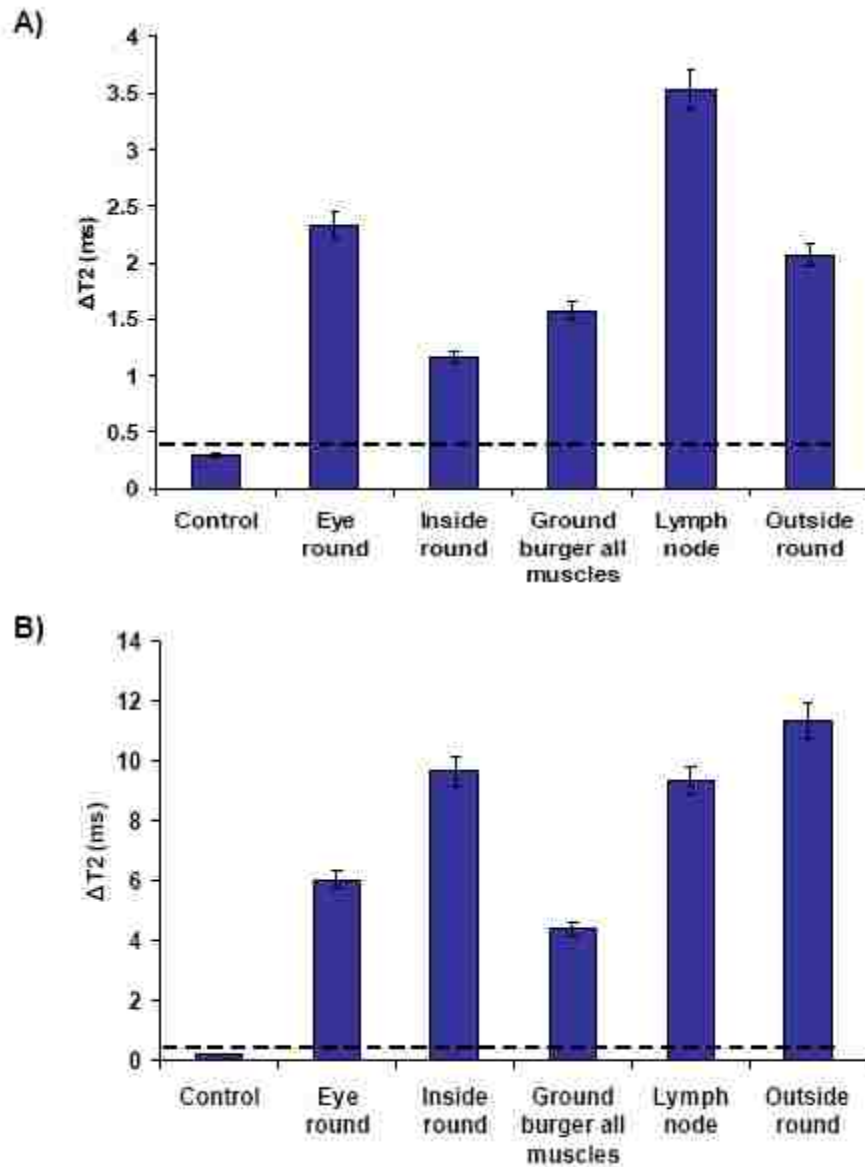 A)
4
3.5
3
2.5
2
1.5
1
0.5
0
ΔT2 (ms)
Control Eye Inside Ground Lymph Outside
round round burger all node round
muscles
B)
14
12
10
8
6
4
2
0
ΔT2 (ms)
Control Eye Inside Ground Lymph Outside
round round burger all node round
muscles